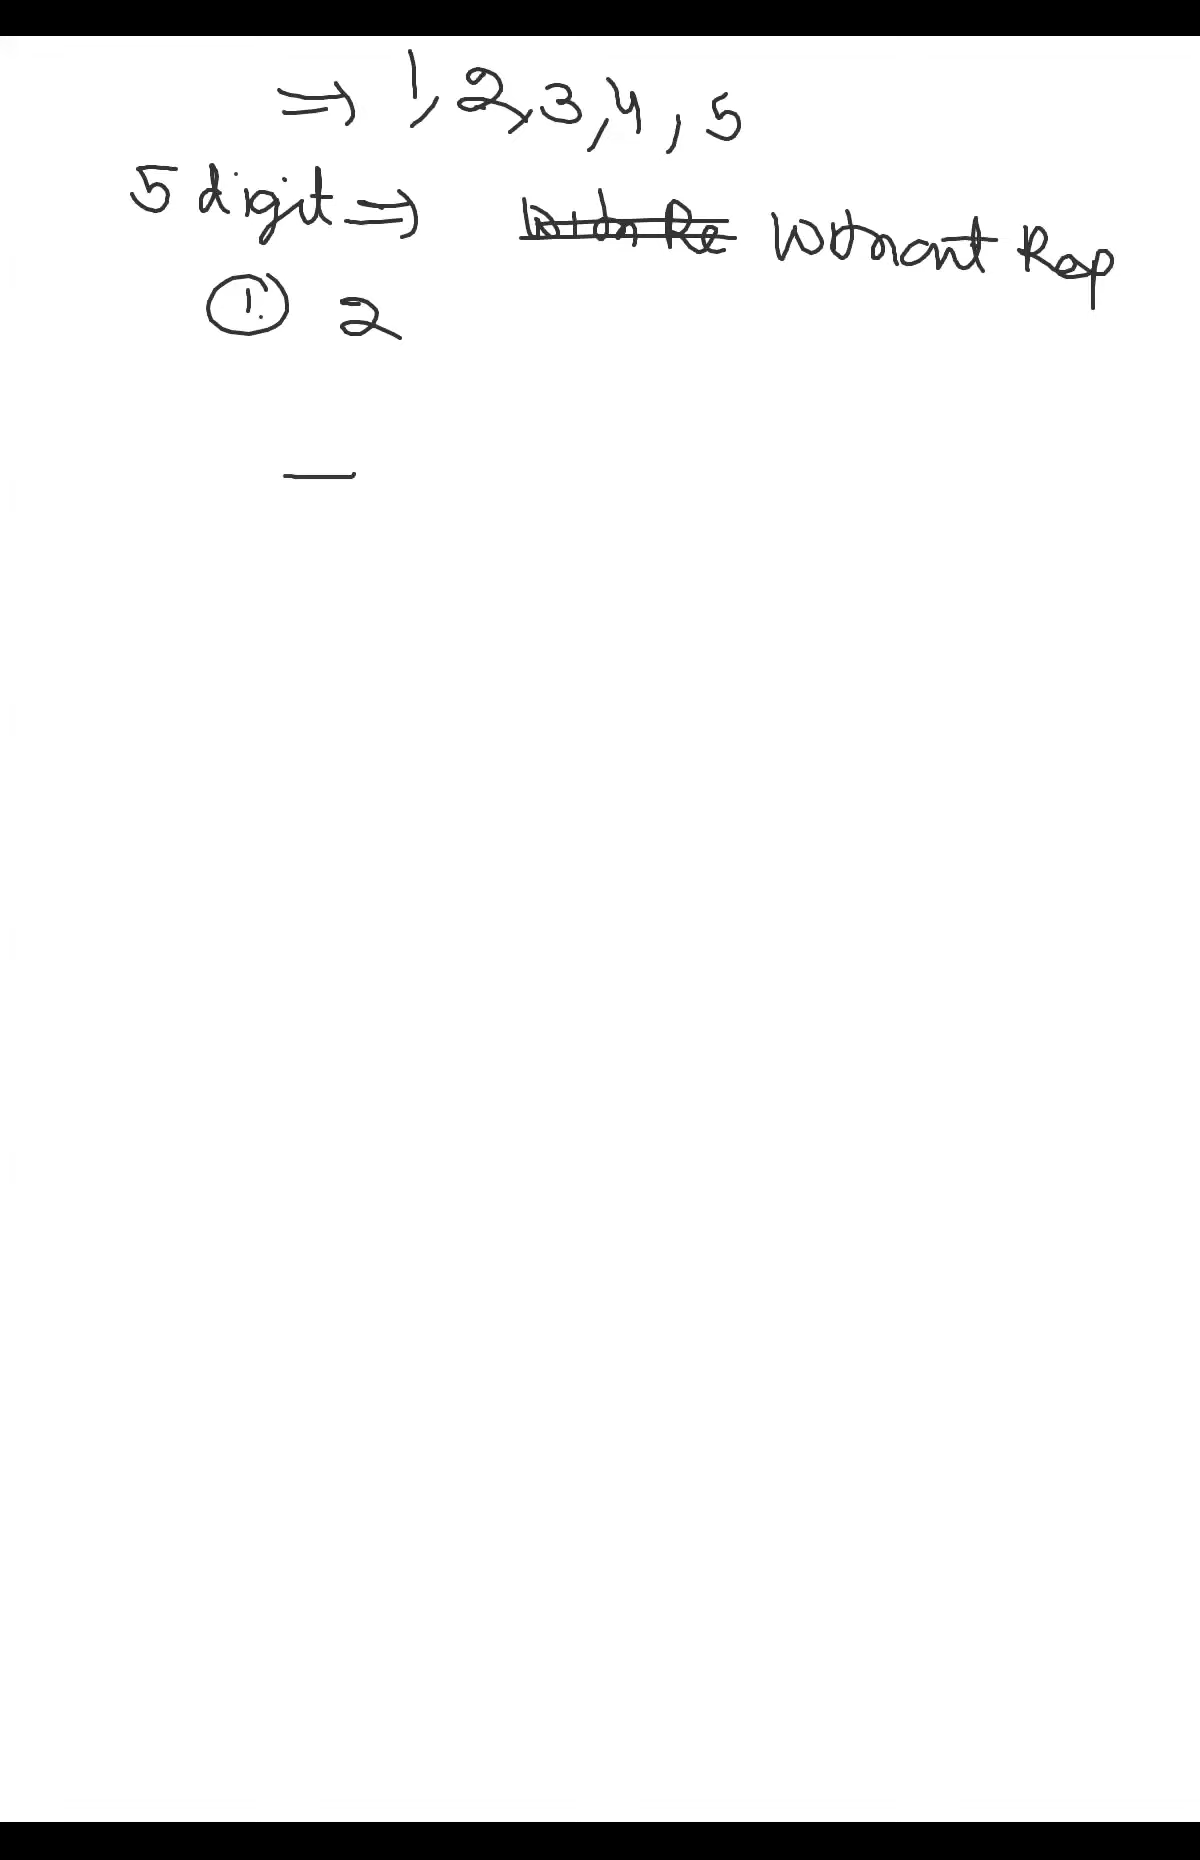 ⇒ 1, 2, 3, 4, 5
5 digit ⇒ Without Rep
① 2